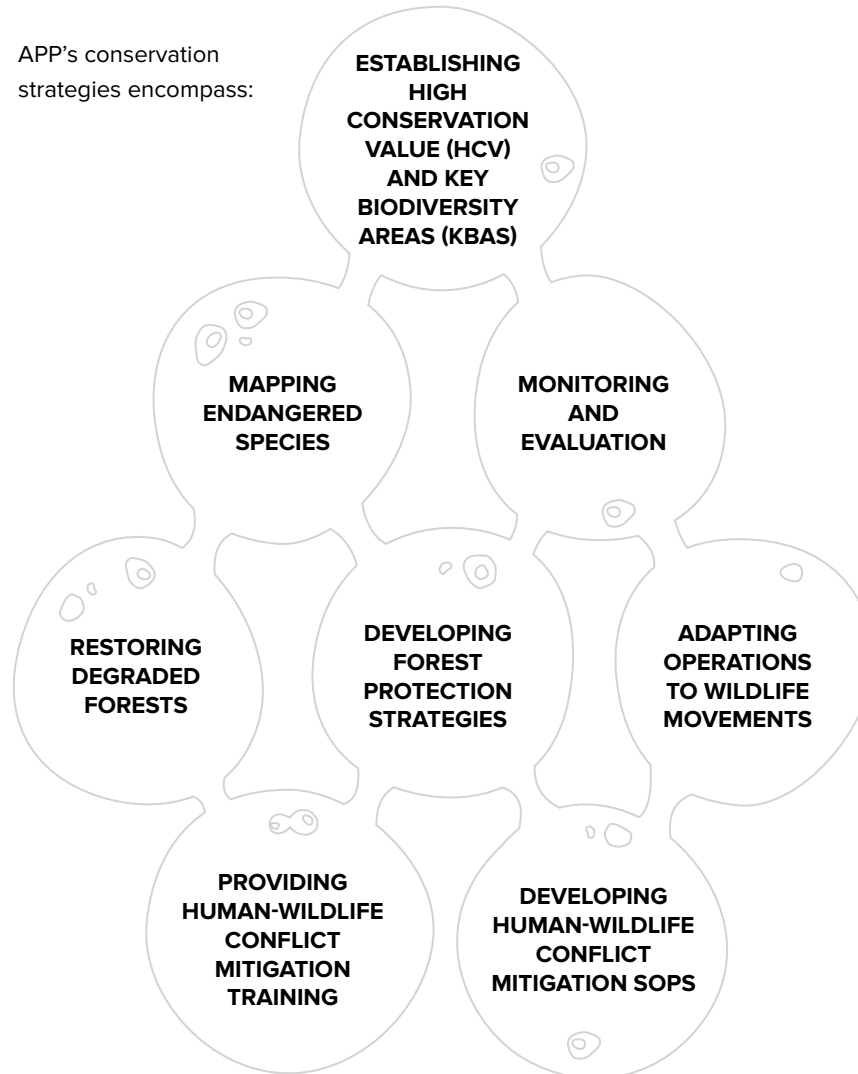 APP's conservation
strategies encompass:
ESTABLISHING
HIGH
CONSERVATION
VALUE (HCV)
AND KEY
BIODIVERSITY
AREAS (KBAS)
MAPPING
ENDANGERED
SPECIES
MONITORING
AND
EVALUATION
RESTORING
DEGRADED
FORESTS
DEVELOPING
FOREST
PROTECTION
STRATEGIES
ADAPTING
OPERATIONS
TO WILDLIFE
MOVEMENTS
PROVIDING
HUMAN-WILDLIFE
CONFLICT
MITIGATION
TRAINING
DEVELOPING
HUMAN-WILDLIFE
CONFLICT
MITIGATION SOPS